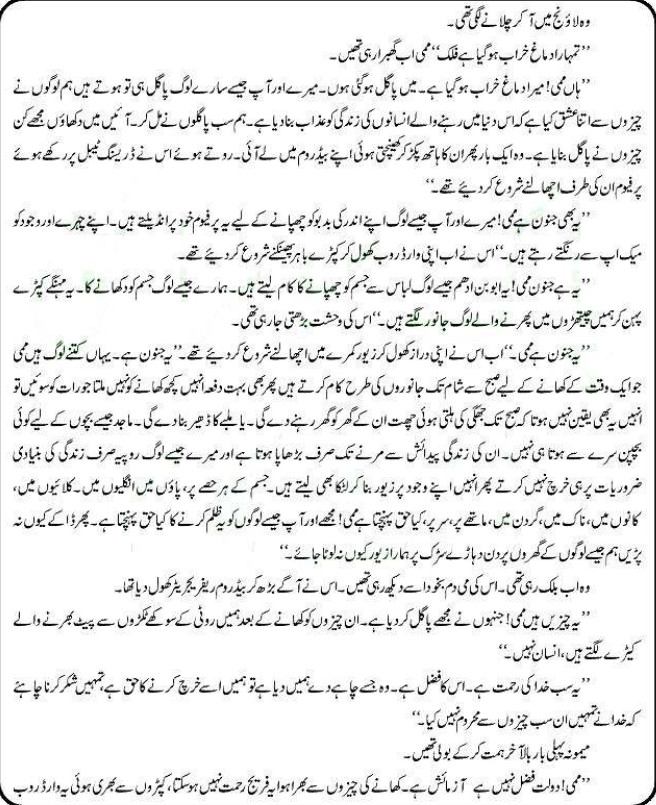 وہ لاؤنج میں آ کر چلانے لگی تھی۔
’’تمہارا دماغ خراب ہو گیا ہے فلک‘‘ ممی اب گھبرا رہی تھیں۔
’’ہاں ممی! میرا دماغ خراب ہو گیا ہے۔ میں پاگل ہو گئی ہوں۔ میرے اور آپ جیسے سارے لوگ پاگل ہی تو ہوتے ہیں ہم لوگوں نے
چیزوں سے اتنا عشق کیا ہے کہ اس دنیا میں رہنے والے انسانوں کی زندگی کو عذاب بنا دیا ہے۔ ہم سب پاگلوں نے مل کر۔ آئیں میں دکھاؤں مجھے کن
چیزوں نے پاگل بنایا ہے۔ وہ ایک بار پھر ان کا ہاتھ پکڑ کر کھینچتی ہوئی اپنے بیڈ روم میں لے آئی۔ روتے ہوئے اس نے ڈریسنگ ٹیبل پر رکھے ہوئے
پرفیوم ان کی طرف اچھالنے شروع کر دیئے تھے۔‘‘
’’یہ بھی جنون ہے ممی! میرے اور آپ جیسے لوگ اپنے اندر کی بدبو کو چھپانے کے لیے یہ پرفیوم خود پر انڈیلتے ہیں۔ اپنے چہرے اور وجود کو
میک اپ سے رنگتے رہتے ہیں۔‘‘ اس نے اب اپنی وارڈ روب کھول کر کپڑے باہر پھینکنے شروع کر دیئے تھے۔
’’یہ ہے جنون ممی! یہ ابو بن ادھم جیسے لوگ لباس سے جسم کو چھپانے کا کام لیتے ہیں۔ ہمارے جیسے لوگ جسم کو دکھانے کا۔ یہ مہنگے کپڑے
پہن کر ہمیں چیتھڑوں میں پھرنے والے لوگ جانور لگتے ہیں۔‘‘ اس کی وحشت بڑھتی جا رہی تھی۔
’’یہ جنون ہے ممی۔‘‘ اب اس نے اپنی دراز کھول کر زیور کمرے میں اچھالنے شروع کر دیئے تھے۔ ’’یہ جنون ہے۔ یہاں کتنے لوگ ہیں ممی
جو ایک وقت کے کھانے کے لیے صبح سے شام تک جانوروں کی طرح کام کرتے ہیں پھر بھی بہت دفعہ انہیں کچھ کھانے کو نہیں ملتا جو رات کو سوئیں تو
انہیں یہ بھی یقین نہیں ہوتا کہ صبح تک جھگی کی ہلتی ہوئی چھت ان کے گھر کو گھر رہنے دے گی۔ یا ملبے کا ڈھیر بنا دے گی۔ ماجد جیسے بچوں کے لیے کوئی
بچپن سرے سے ہوتا ہی نہیں۔ ان کی زندگی پیدائش سے مرنے تک صرف بڑھاپا ہوتا ہے اور میرے جیسے لوگ روپیہ صرف زندگی کی بنیادی
ضروریات پر ہی خرچ نہیں کرتے پھر انہیں اپنے وجود پر زیور بنا کر لٹکا بھی لیتے ہیں۔ جسم کے ہر حصے پر، پاؤں میں انگلیوں میں۔ کلائیوں میں،
کانوں میں، ناک میں، گردن میں، ماتھے پر، سر پر، کیا حق پہنچتا ہے ممی! مجھے اور آپ جیسے لوگوں کو یہ ظلم کرنے کا کیا حق پہنچتا ہے۔ پھر ڈاکے کیوں نہ
پڑیں ہم جیسے لوگوں کے گھروں پر دن دہاڑے سڑک پر ہمارا زیور کیوں نہ لوٹا جائے۔‘‘
وہ اب بلک رہی تھی۔ اس کی ممی دم بخود اسے دیکھ رہی تھیں۔ اس نے آگے بڑھ کر بیڈ روم ریفریجریٹر کھول دیا تھا۔
’’یہ چیزیں ہیں ممی! جنہوں نے مجھے پاگل کر دیا ہے۔ ان چیزوں کو کھانے کے بعد ہمیں روٹی کے سوکھے ٹکڑوں سے پیٹ بھرنے والے
کیڑے لگتے ہیں، انسان نہیں۔‘‘
’’یہ سب خدا کی رحمت ہے۔ اس کا فضل ہے۔ وہ جسے چاہے دے ہمیں دیا ہے تو ہمیں اسے خرچ کرنے کا حق ہے، تمہیں شکر کرنا چاہئے
کہ خدا نے تمہیں ان سب چیزوں سے محروم نہیں کیا۔‘‘
میمونہ پہلی بار بالآخر ہمت کر کے بولی تھیں۔
’’ممی! دولت فضل نہیں ہے آزمائش ہے۔ کھانے کی چیزوں سے بھرا ہوا یہ فریج رحمت نہیں ہو سکتا، کپڑوں سے بھری ہوئی یہ وارڈ روب